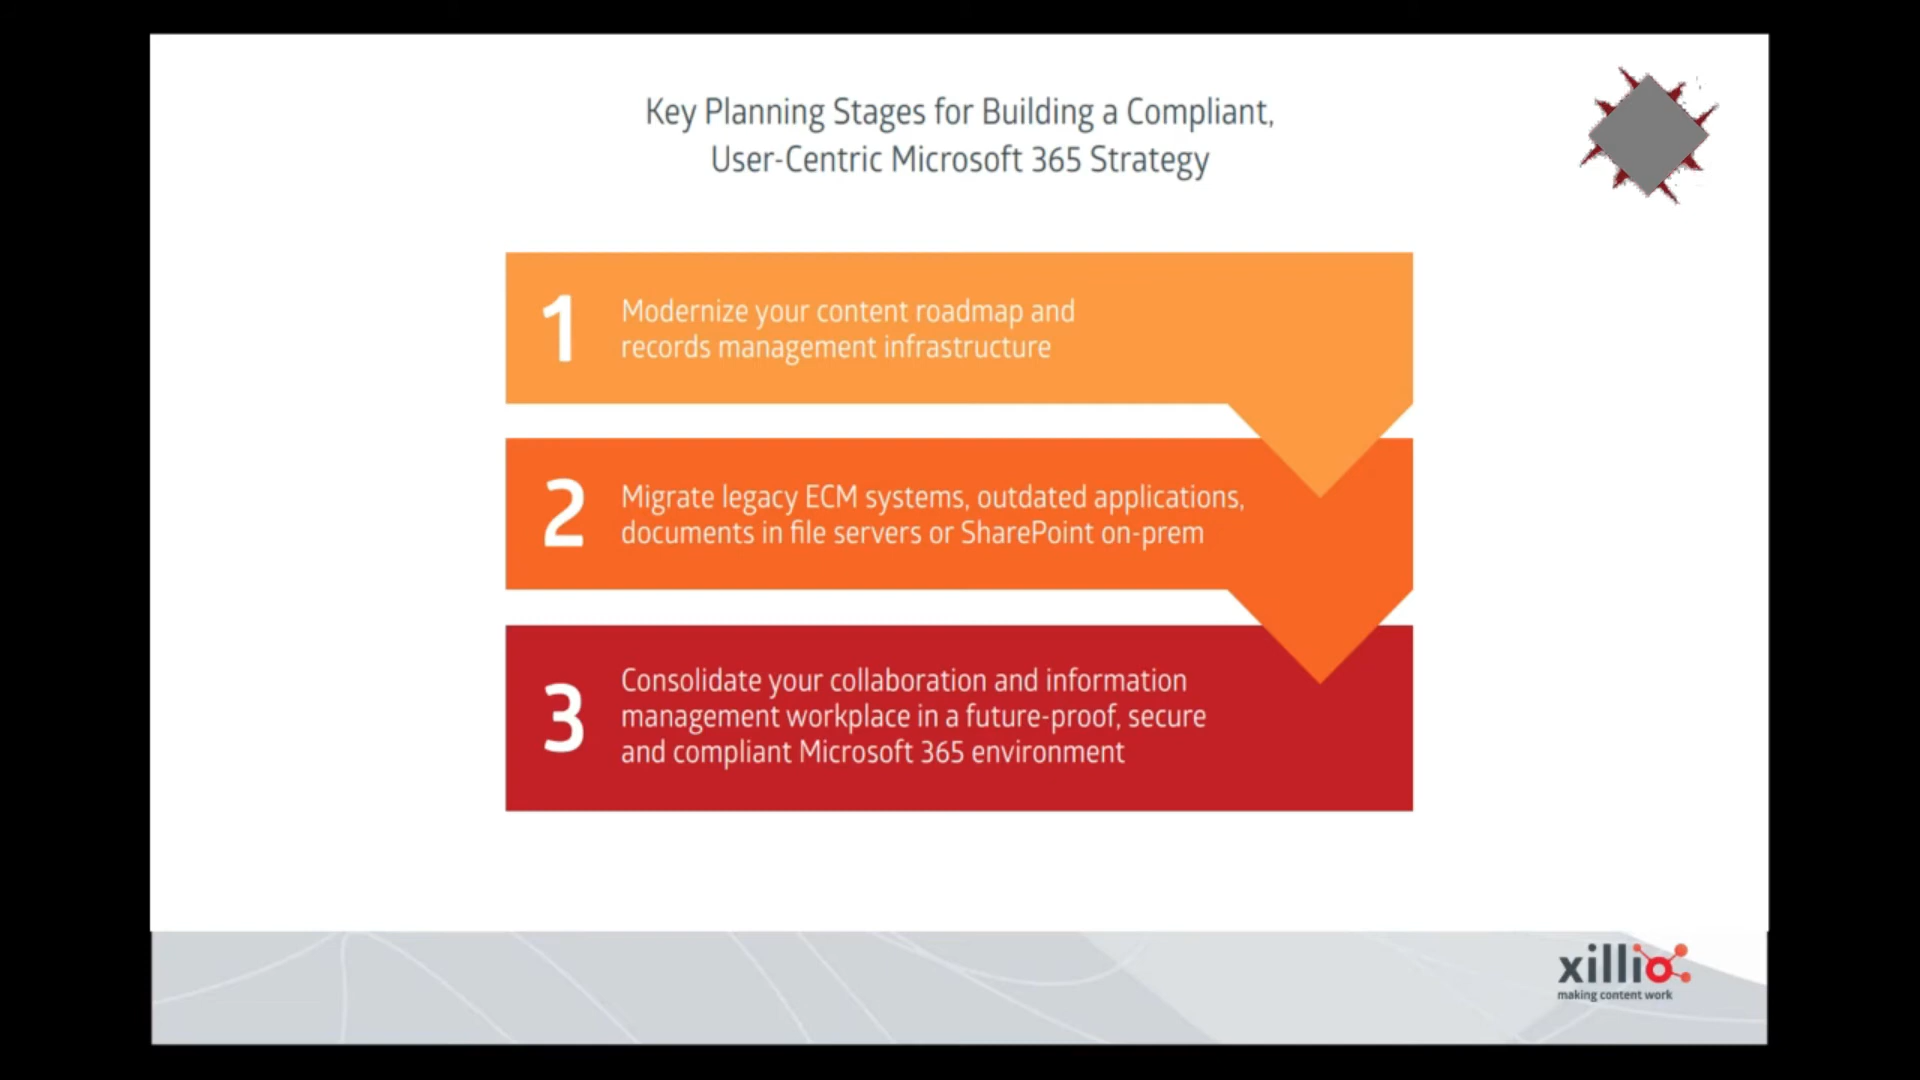 Key Planning Stages for Building a Compliant,
User-Centric Microsoft 365 Strategy
1
Modernize your content roadmap and
records management infrastructure
2
Migrate legacy ECM systems, outdated applications,
documents in file servers or SharePoint on-prem
3
Consolidate your collaboration and information
management workplace in a future-proof, secure
and compliant Microsoft 365 environment
xillio
making content work